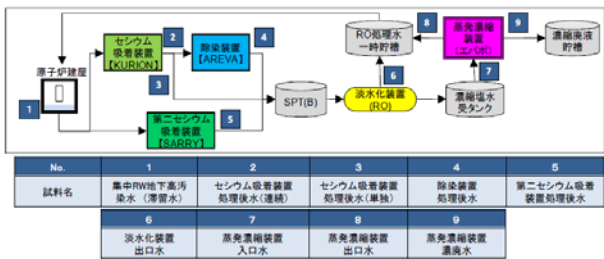 2
4
8
9
セシウム
吸着装置
【KURION】
除染装置
【AREVA】
RO処理水
一時貯槽
蒸発濃縮
装置
(エバポ)
濃縮廃液
貯槽
原子炉建屋
3
6
7
1
SPT(B)
淡水化装置
(RO)
濃縮塩水
受タンク
第二セシウム
吸着装置
【SARRY】
5
No. 1 2 3 4 5
試料名 集中RW地下高汚染水（滞留水） セシウム吸着装置処理後水(連続) セシウム吸着装置処理後水(単独) 除染装置処理後水 第二セシウム吸着装置処理後水
6 7 8 9
淡水化装置出口水 蒸発濃縮装置入口水 蒸発濃縮装置出口水 蒸発濃縮装置濃廃水